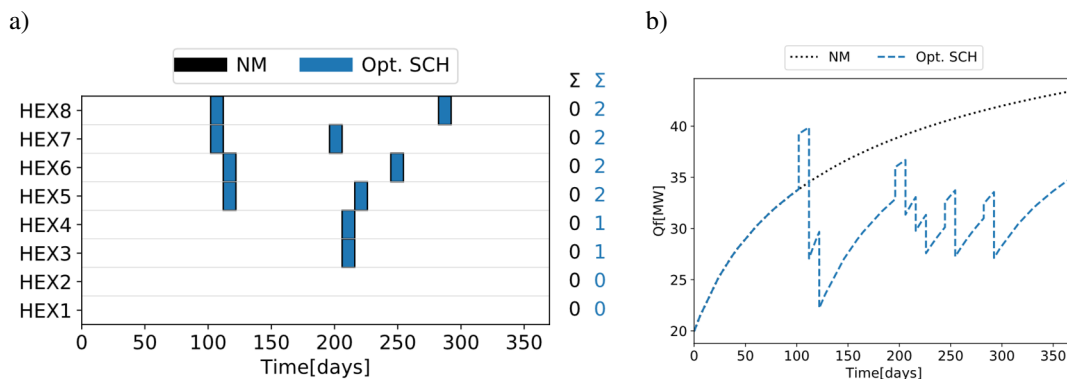 a)
NM Opt. SCH
Σ Σ
HEX8 0 2
HEX7 0 2
HEX6 0 2
HEX5 0 2
HEX4 0 1
HEX3 0 1
HEX2 0 0
HEX1 0 0
0 50 100 150 200 250 300 350
Time[days]
b)
NM Opt. SCH
Qf[MW]
40
35
30
25
20
0 50 100 150 200 250 300 350
Time[days]